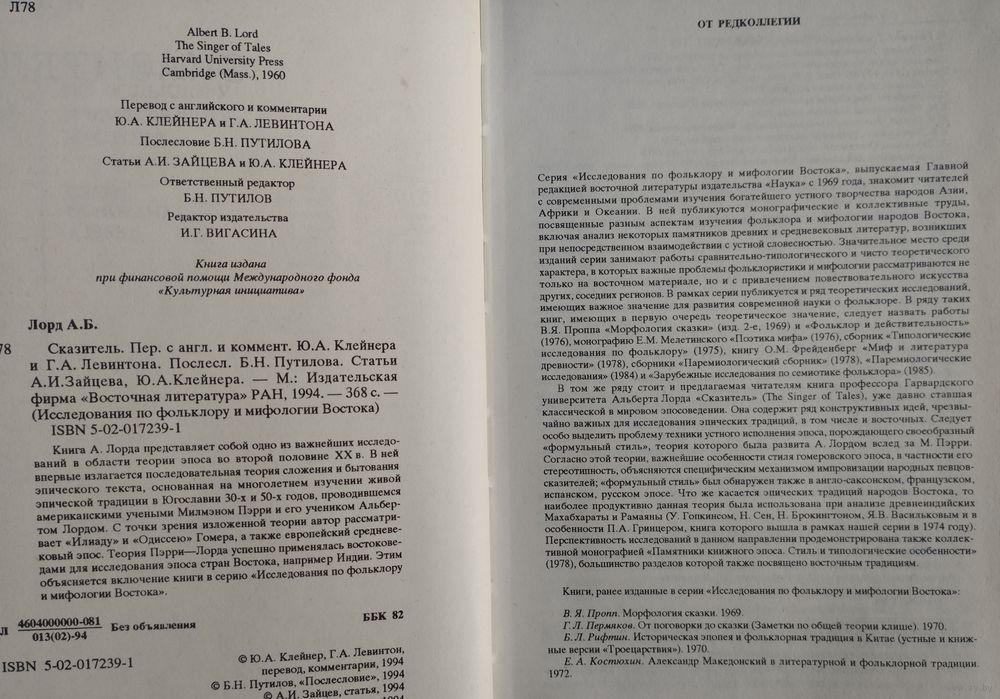 Л78
Albert B. Lord
The Singer of Tales
Harvard University Press
Cambridge (Mass.), 1960
Перевод с английского и комментарии
Ю.А. КЛЕЙНЕРА и Г.А. ЛЕВИНТОНА
Послесловие Б.Н. ПУТИЛОВА
Статьи А.И. ЗАЙЦЕВА и Ю.А. КЛЕЙНЕРА
Ответственный редактор
Б.Н. ПУТИЛОВ
Редактор издательства
И.Г. ВИГАСИНА
Книга издана
при финансовой помощи Международного фонда
«Культурная инициатива»
Лорд А.Б.
78
Сказитель. Пер. с англ. и коммент. Ю.А. Клейнера
и Г.А. Левинтона. Послесл. Б.Н. Путилова. Статьи
А.И.Зайцева, Ю.А.Клейнера. — М.: Издательская
фирма «Восточная литература» РАН, 1994. — 368 с. —
(Исследования по фольклору и мифологии Востока)
ISBN 5-02-017239-1
Книга А. Лорда представляет собой одно из важнейших исследо-
ваний в области теории эпоса во второй половине XX в. В ней
впервые излагается последовательная теория сложения и бытования
эпического текста, основанная на многолетнем изучении живой
эпической традиции в Югославии 30-х и 50-х годов, проводившемся
американскими учеными Милмэном Пэрри и его учеником Альбер-
том Лордом. С точки зрения изложенной теории автор рассматри-
вает «Илиаду» и «Одиссею» Гомера, а также европейский средневе-
ковый эпос. Теория Пэрри—Лорда успешно применялась востокове-
дами для исследования эпоса стран Востока, например Индии. Этим
объясняется включение книги в серию «Исследования по фольклору
и мифологии Востока».
Л 4604000000-081
013(02)-94 Без объявления
ББК 82
ISBN 5-02-017239-1
© Ю.А. Клейнер, Г.А. Левинтон,
перевод, комментарии, 1994
© Б.Н. Путилов, «Послесловие», 1994
© А.И. Зайцев, статья, 1994
ОТ РЕДКОЛЛЕГИИ
Серия «Исследования по фольклору и мифологии Востока», выпускаемая Главной
редакцией восточной литературы издательства «Наука» с 1969 года, знакомит читателей
с современными проблемами изучения богатейшего устного творчества народов Азии,
Африки и Океании. В ней публикуются монографические и коллективные труды,
посвященные разным аспектам изучения фольклора и мифологии народов Востока,
включая анализ некоторых памятников древних и средневековых литератур, возникших
при непосредственном взаимодействии с устной словесностью. Значительное место среди
изданий серии занимают работы сравнительно-типологического и чисто теоретического
характера, в которых важные проблемы фольклористики и мифологии рассматриваются не
только на восточном материале, но и с привлечением повествовательного искусства
других, соседних регионов. В рамках серии публикуется и ряд теоретических исследований,
имеющих важное значение для развития современной науки о фольклоре. В ряду таких
книг, имеющих в первую очередь теоретическое значение, следует назвать работы
В.Я. Проппа «Морфология сказки» (изд. 2-е, 1969) и «Фольклор и действительность»
(1976), монографию Е.М. Мелетинского «Поэтика мифа» (1976), сборник «Типологические
исследования по фольклору» (1975), книгу О.М. Фрейденберг «Миф и литература
древности» (1978), сборники «Паремиологический сборник» (1978), «Паремиологические
исследования» (1984) и «Зарубежные исследования по семиотике фольклора» (1985).
В том же ряду стоит и предлагаемая читателям книга профессора Гарвардского
университета Альберта Лорда «Сказитель» (The Singer of Tales), уже давно ставшая
классической в мировом эпосоведении. Она содержит ряд конструктивных идей, чрезвы-
чайно важных для исследования эпических традиций, в том числе и восточных. Следует
особо выделить проблему техники устного исполнения эпоса, порождающего своеобразный
«формульный стиль», теория которого была развита А. Лордом вслед за М. Пэрри.
Согласно этой теории, важнейшие особенности стиля гомеровского эпоса, в частности его
стереотипность, объясняются специфическим механизмом импровизации народных певцов-
сказителей; «формульный стиль» был обнаружен также в англо-саксонском, французском,
испанском, русском эпосе. Что же касается эпических традиций народов Востока, то
наиболее продуктивно данная теория была использована при анализе древнеиндийских
Махабхараты и Рамаяны (У. Гопкинсом, Н. Сен, Н. Брокингтоном, Я.В. Васильковым и в
особенности П.А. Гринцером, книга которого вышла в рамках нашей серии в 1974 году).
Перспективность исследований в данном направлении продемонстрирована также коллек-
тивной монографией «Памятники книжного эпоса. Стиль и типологические особенности»
(1978), большинство разделов которой также посвящено восточным традициям.
Книги, ранее изданные в серии «Исследования по фольклору и мифологии Востока»:
В. Я. Пропп. Морфология сказки. 1969.
Г.Л. Пермяков. От поговорки до сказки (Заметки по общей теории клише). 1970.
Б.Л. Рифтин. Историческая эпопея и фольклорная традиция в Китае (устные и книж-
ные версии «Троецарствия»). 1970.
Е. А. Костюхин. Александр Македонский в литературной и фольклорной традиции.
1972.